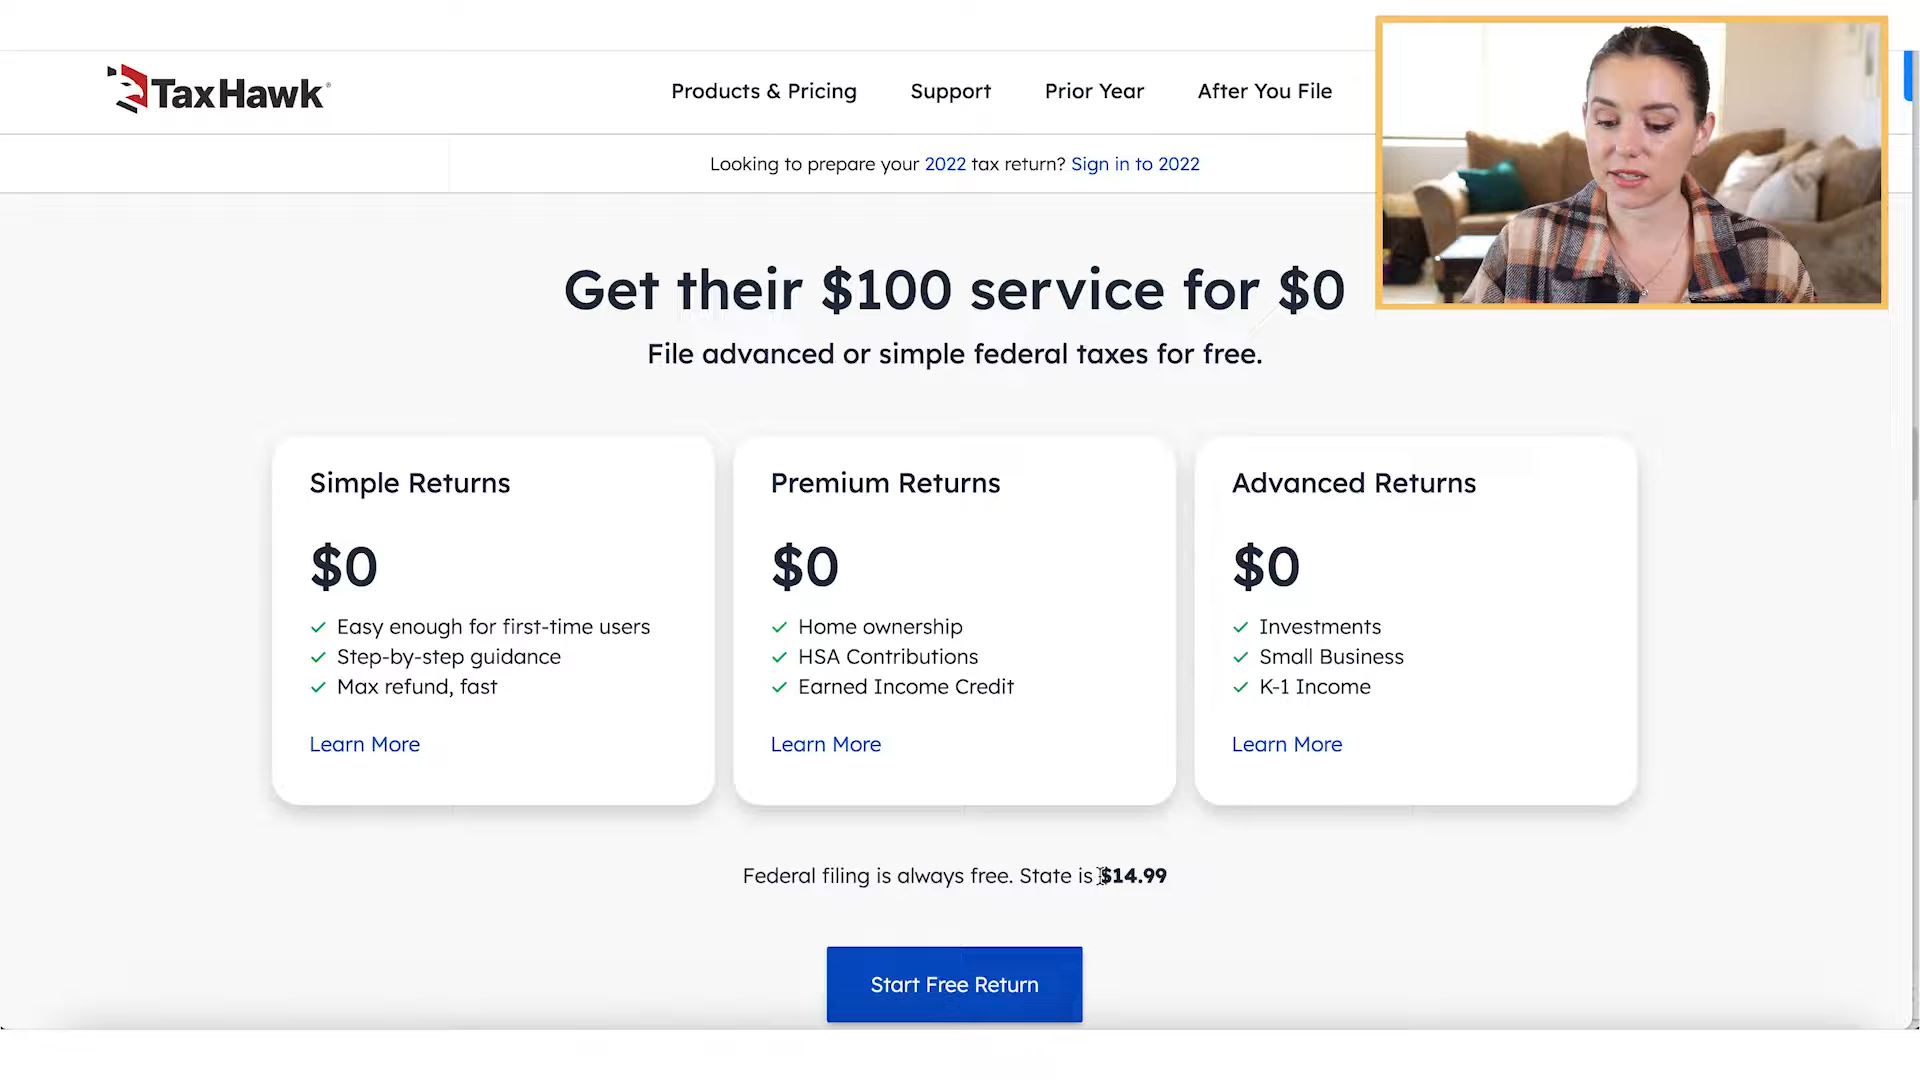 TaxHawk®
Products & Pricing
Support
Prior Year
After You File
Looking to prepare your 2022 tax return? Sign in to 2022
Get their $100 service for $0
File advanced or simple federal taxes for free.
Simple Returns
$0
Easy enough for first-time users
Step-by-step guidance
Max refund, fast
Learn More
Premium Returns
$0
Home ownership
HSA Contributions
Earned Income Credit
Learn More
Advanced Returns
$0
Investments
Small Business
K-1 Income
Learn More
Federal filing is always free. State is $14.99
Start Free Return